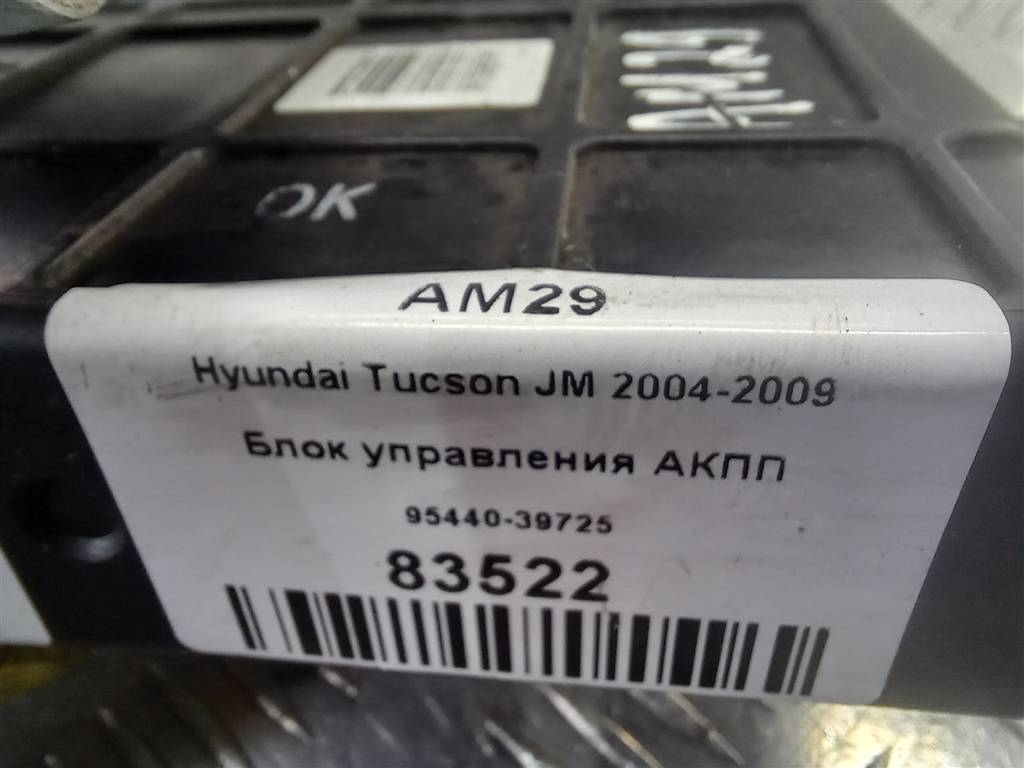 OK
AM29
Hyundai Tucson JM 2004-2009
Блок управления АКПП
95440-39725
83522